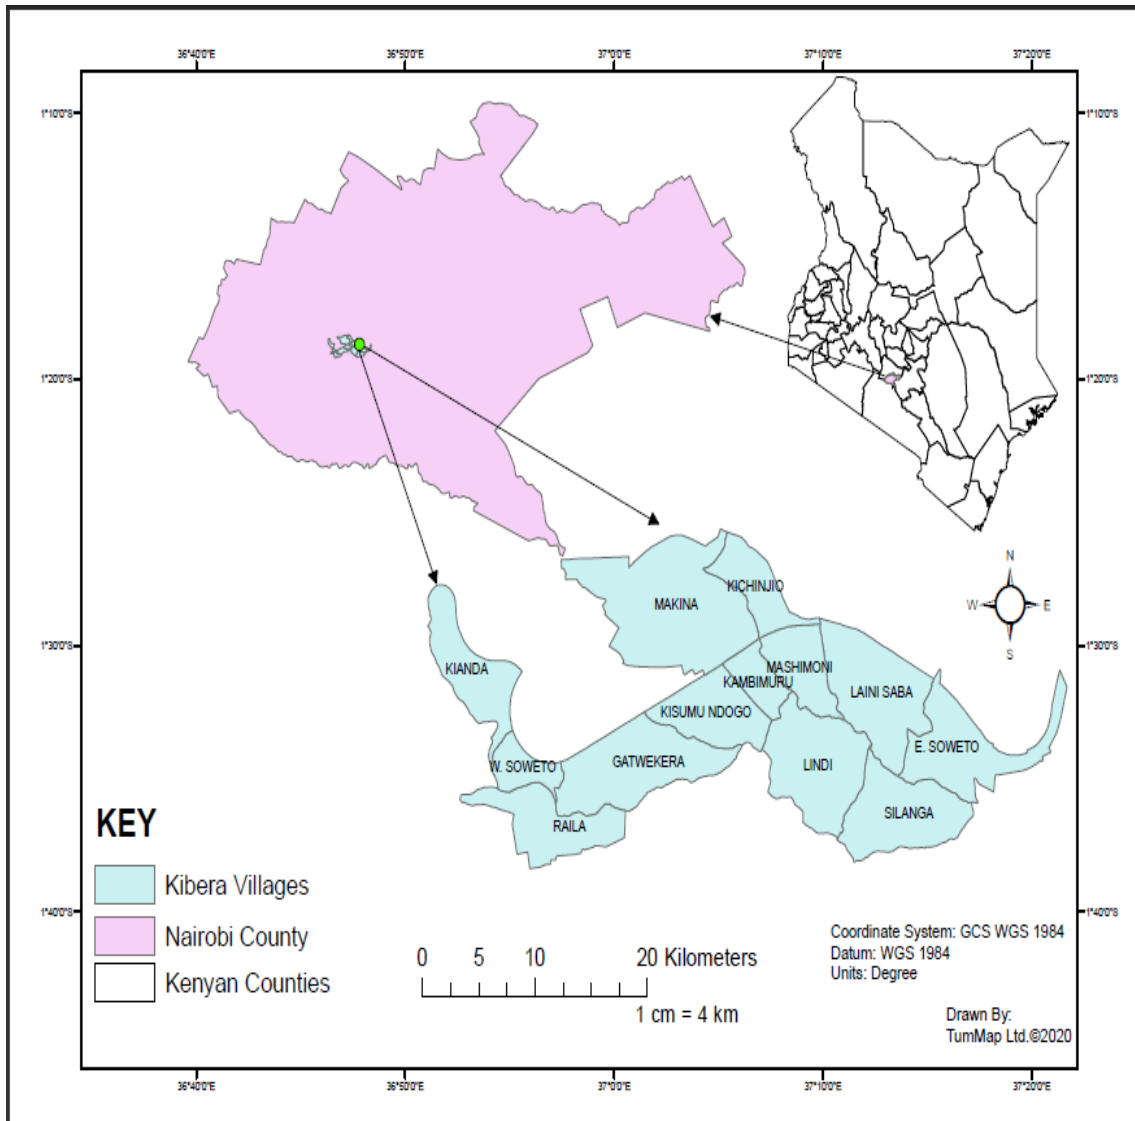 36°40'0"E 36°50'0"E 37°0'0"E 37°10'0"E 37°20'0"E
1°10'0"S 1°10'0"S
1°20'0"S 1°20'0"S
N
W E
S
KICHINJIO
MAKINA
1°30'0"S 1°30'0"S
KIANDA
MASHIMONI
KAMBIMURU
LAINI SABA
KISUMU NDOGO
E. SOWETO
GATWEKERA
W. SOWETO
LINDI
SILANGA
RAILA
KEY
Kibera Villages
Nairobi County
Kenyan Counties
1°40'0"S 1°40'0"S
0 5 10 20 Kilometers
1 cm = 4 km
Coordinate System: GCS WGS 1984
Datum: WGS 1984
Units: Degree
Drawn By:
TumMap Ltd.©2020
36°40'0"E 36°50'0"E 37°0'0"E 37°10'0"E 37°20'0"E